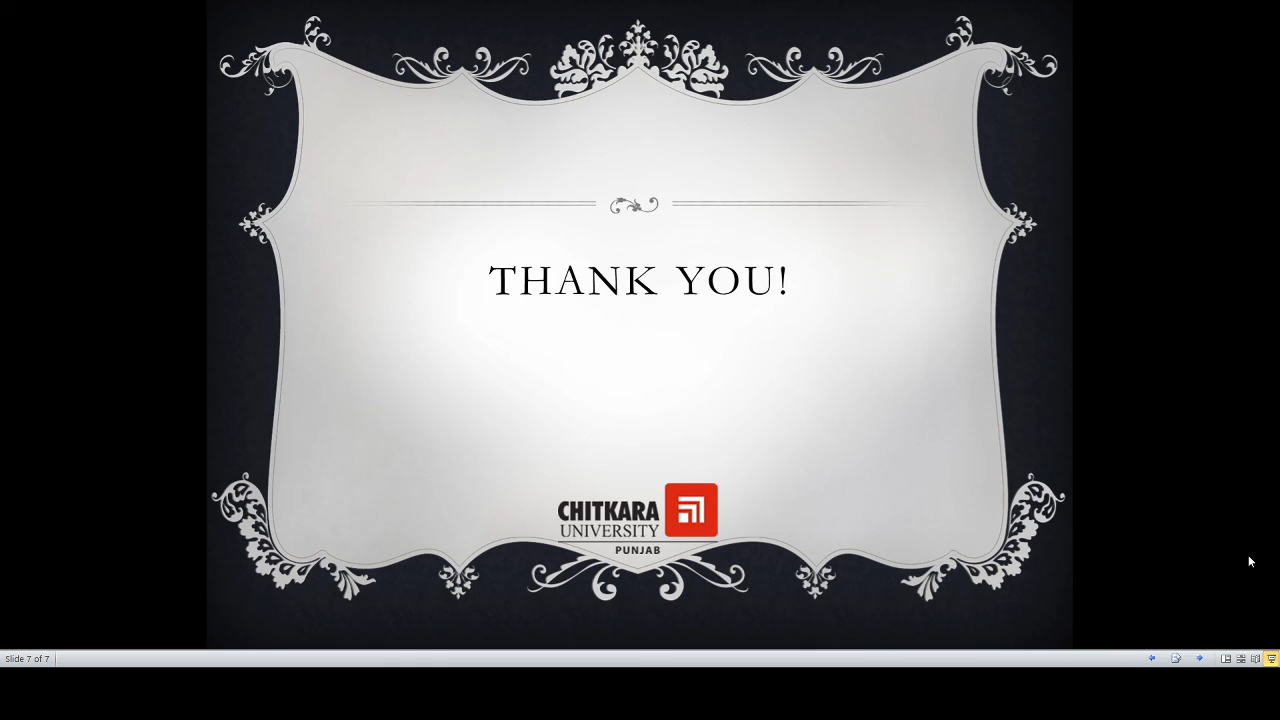 THANK YOU!
CHITKARA
UNIVERSITY
PUNJAB
Slide 7 of 7